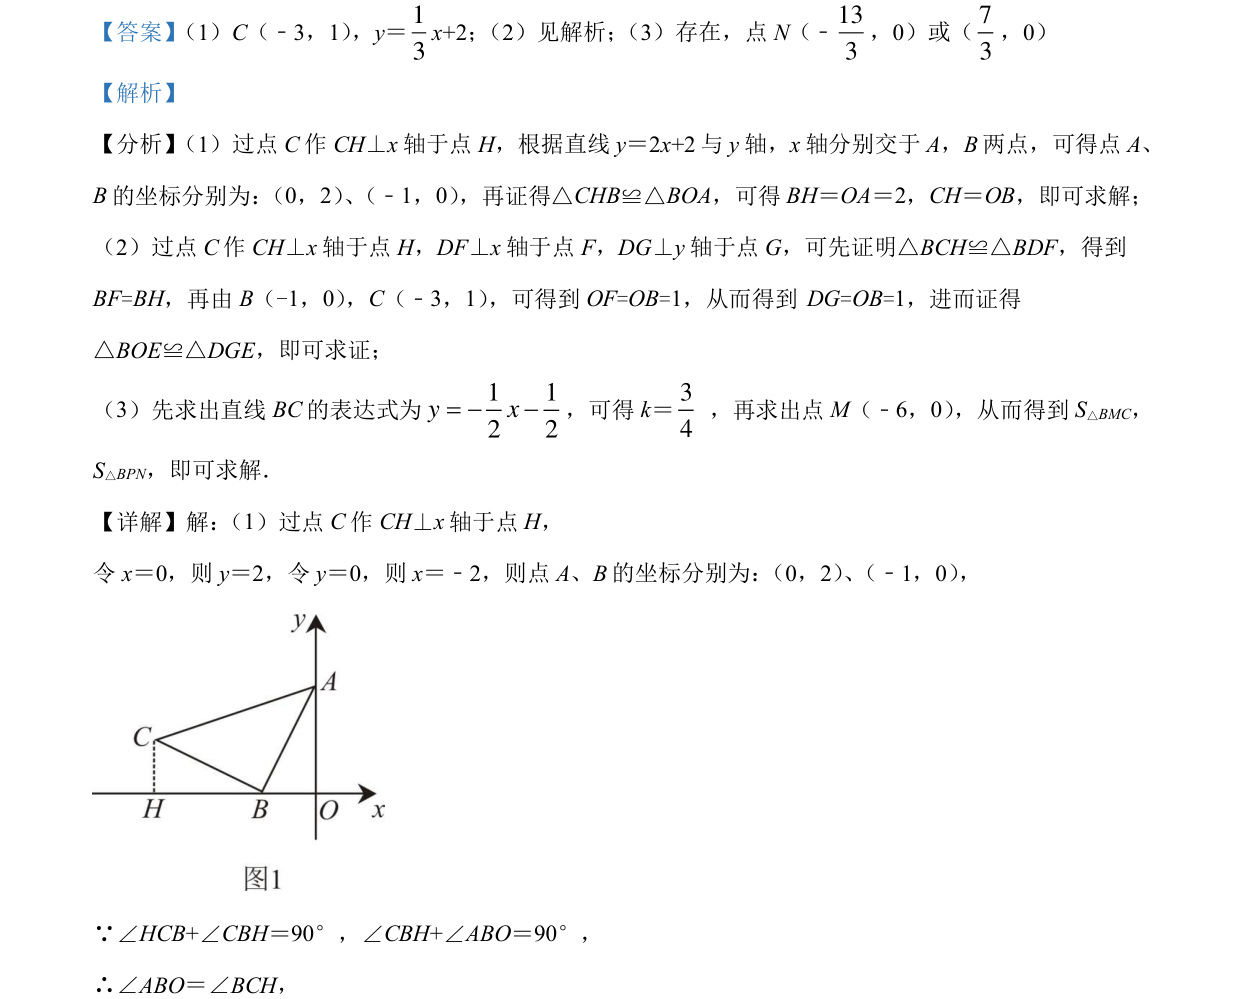 【答案】（1）C（﹣3，1），y＝1/3x+2；（2）见解析；（3）存在，点 N（﹣13/3，0）或（7/3，0）
【解析】
【分析】（1）过点 C 作 CH⊥x 轴于点 H，根据直线 y＝2x+2 与 y 轴，x 轴分别交于 A，B 两点，可得点 A、
B 的坐标分别为：（0，2）、（﹣1，0），再证得△CHB≌△BOA，可得 BH＝OA＝2，CH＝OB，即可求解；
（2）过点 C 作 CH⊥x 轴于点 H，DF⊥x 轴于点 F，DG⊥y 轴于点 G，可先证明△BCH≌△BDF，得到
BF=BH，再由 B（-1，0），C（﹣3，1），可得到 OF=OB=1，从而得到 DG=OB=1，进而证得
△BOE≌△DGE，即可求证；
（3）先求出直线 BC 的表达式为 y＝−1/2x−1/2，可得 k＝3/4 ，再求出点 M（﹣6，0），从而得到 S△BMC，
S△BPN，即可求解．
【详解】解：（1）过点 C 作 CH⊥x 轴于点 H，
令 x＝0，则 y＝2，令 y＝0，则 x＝﹣2，则点 A、B 的坐标分别为：（0，2）、（﹣1，0），
y
A
C
H B O x
图1
∵∠HCB+∠CBH＝90°，∠CBH+∠ABO＝90°，
∴∠ABO＝∠BCH，